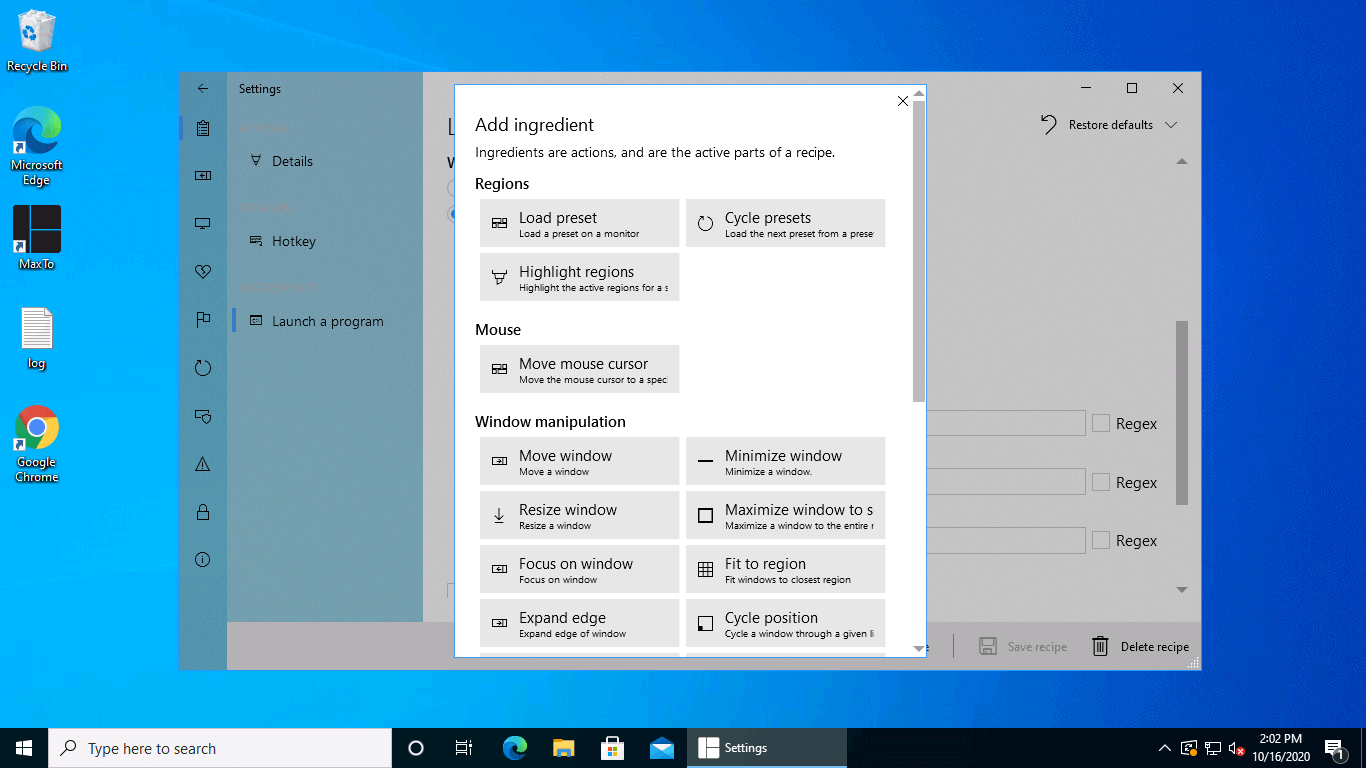 Recycle Bin
Microsoft
Edge
MaxTo
log
Google
Chrome
Settings
Details
Hotkey
Launch a program
Restore defaults
Regex
Regex
Regex
Save recipe
Delete recipe
Add ingredient
Ingredients are actions, and are the active parts of a recipe.
Regions
Load preset
Load a preset on a monitor
Cycle presets
Load the next preset from a prese
Highlight regions
Highlight the active regions for a s
Mouse
Move mouse cursor
Move the mouse cursor to a speci
Window manipulation
Move window
Move a window
Minimize window
Minimize a window.
Resize window
Resize a window
Maximize window to s
Maximize a window to the entire r
Focus on window
Focus on window
Fit to region
Fit windows to closest region
Expand edge
Expand edge of window
Cycle position
Cycle a window through a given li
Type here to search
Settings
2:02 PM
10/16/2020
1